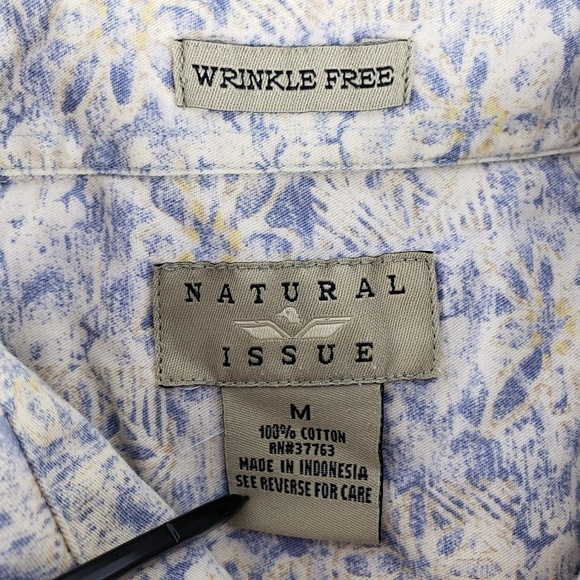 WRINKLE FREE
NATURAL
ISSUE
M
100% COTTON
RN#37763
MADE IN INDONESIA
SEE REVERSE FOR CARE